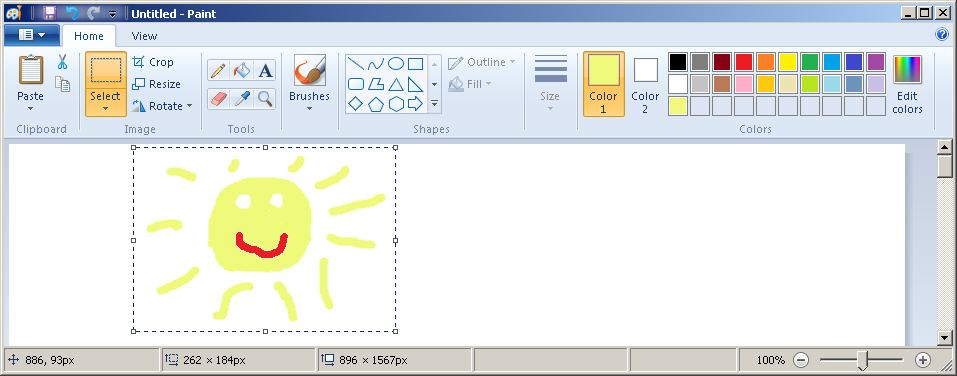 Untitled - Paint
Home View
Paste
Clipboard
Select
Crop
Resize
Rotate
Image
A
Tools
Brushes
Shapes
Outline
Fill
Size
Color
1
Color
2
Edit
colors
Colors
886, 93px 262 × 184px 896 × 1567px 100%